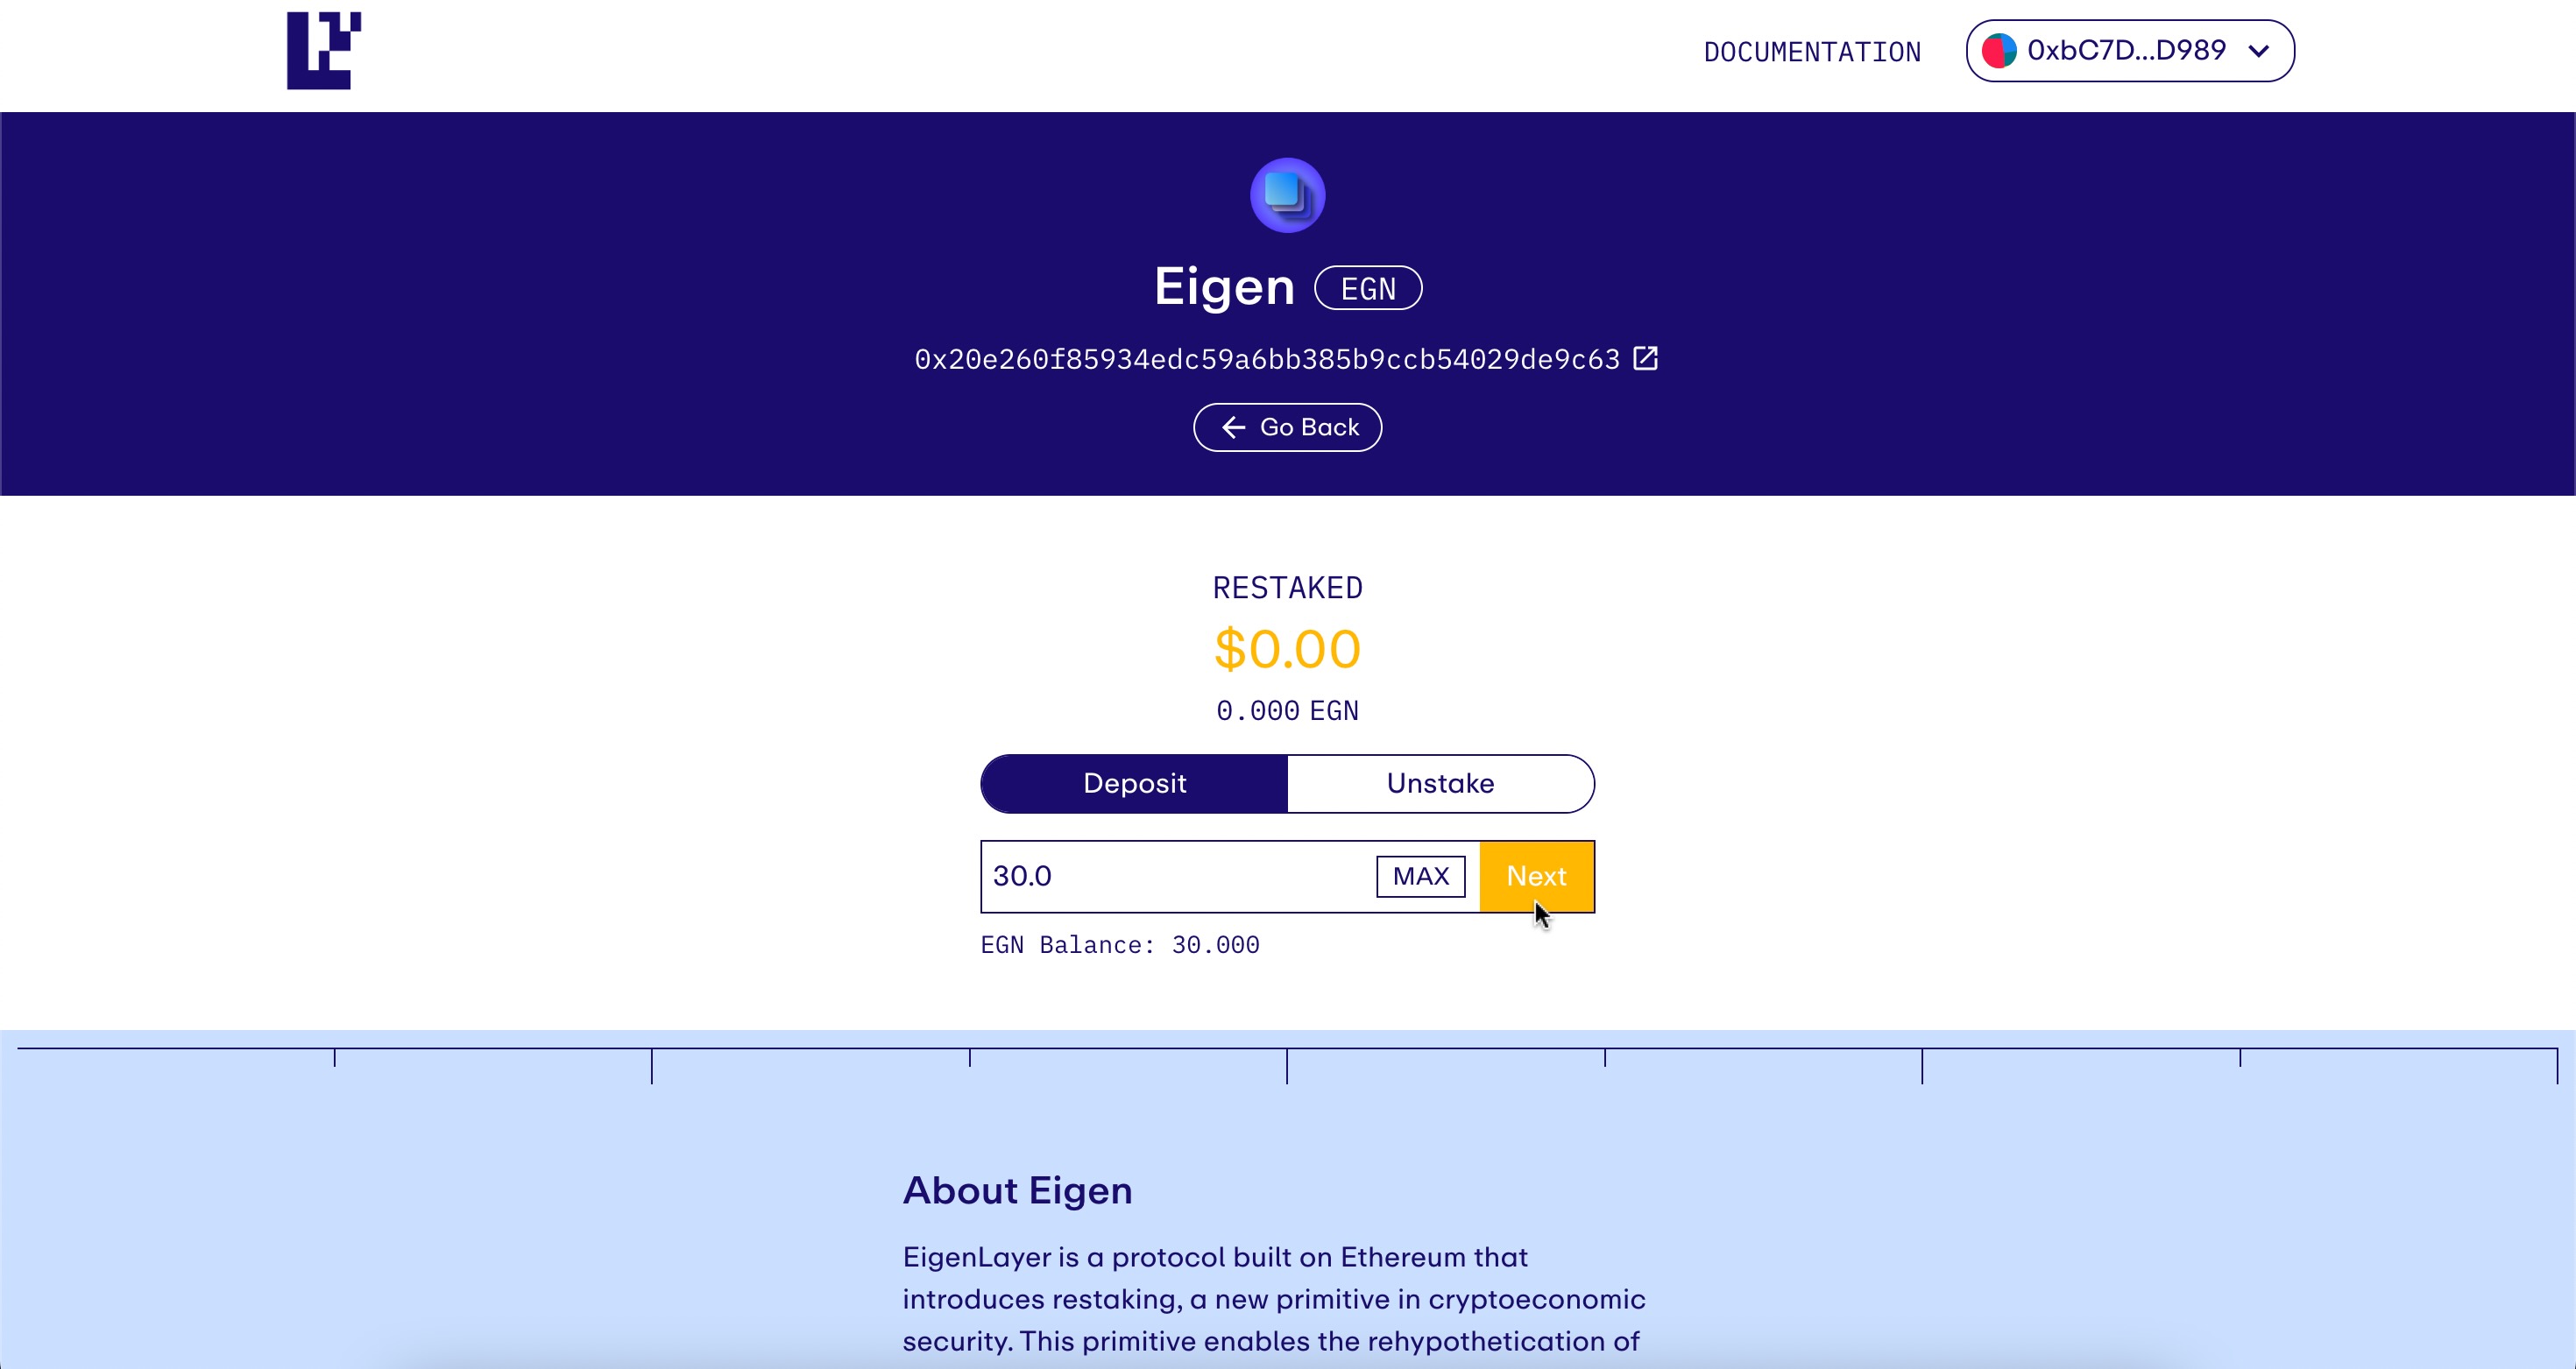 DOCUMENTATION
0xbC7D...D989
Eigen EGN
0x20e260f85934edc59a6bb385b9ccb54029de9c63
Go Back
RESTAKED
$0.00
0.000 EGN
Deposit
Unstake
30.0
MAX
Next
EGN Balance: 30.000
About Eigen
EigenLayer is a protocol built on Ethereum that
introduces restaking, a new primitive in cryptoeconomic
security. This primitive enables the rehypothetication of